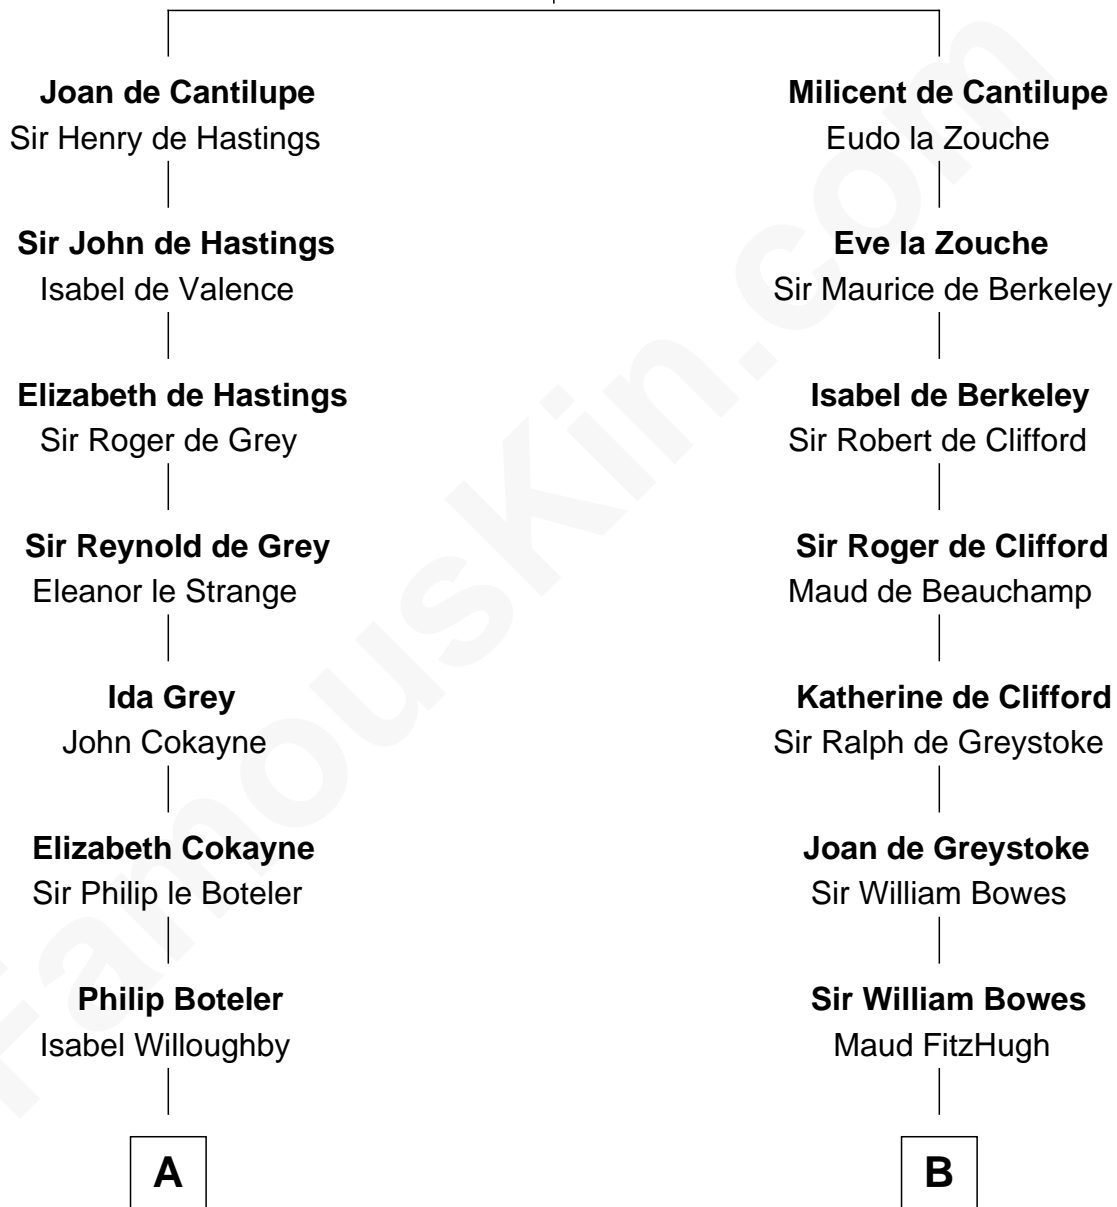 Joan de Cantilupe
Sir Henry de Hastings
Sir John de Hastings
Isabel de Valence
Elizabeth de Hastings
Sir Roger de Grey
Sir Reynold de Grey
Eleanor le Strange
Ida Grey
John Cokayne
Elizabeth Cokayne
Sir Philip le Boteler
Philip Boteler
Isabel Willoughby
A
Milicent de Cantilupe
Eudo la Zouche
Eve la Zouche
Sir Maurice de Berkeley
Isabel de Berkeley
Sir Robert de Clifford
Sir Roger de Clifford
Maud de Beauchamp
Katherine de Clifford
Sir Ralph de Greystoke
Joan de Greystoke
Sir William Bowes
Sir William Bowes
Maud FitzHugh
B
FamousKin.com